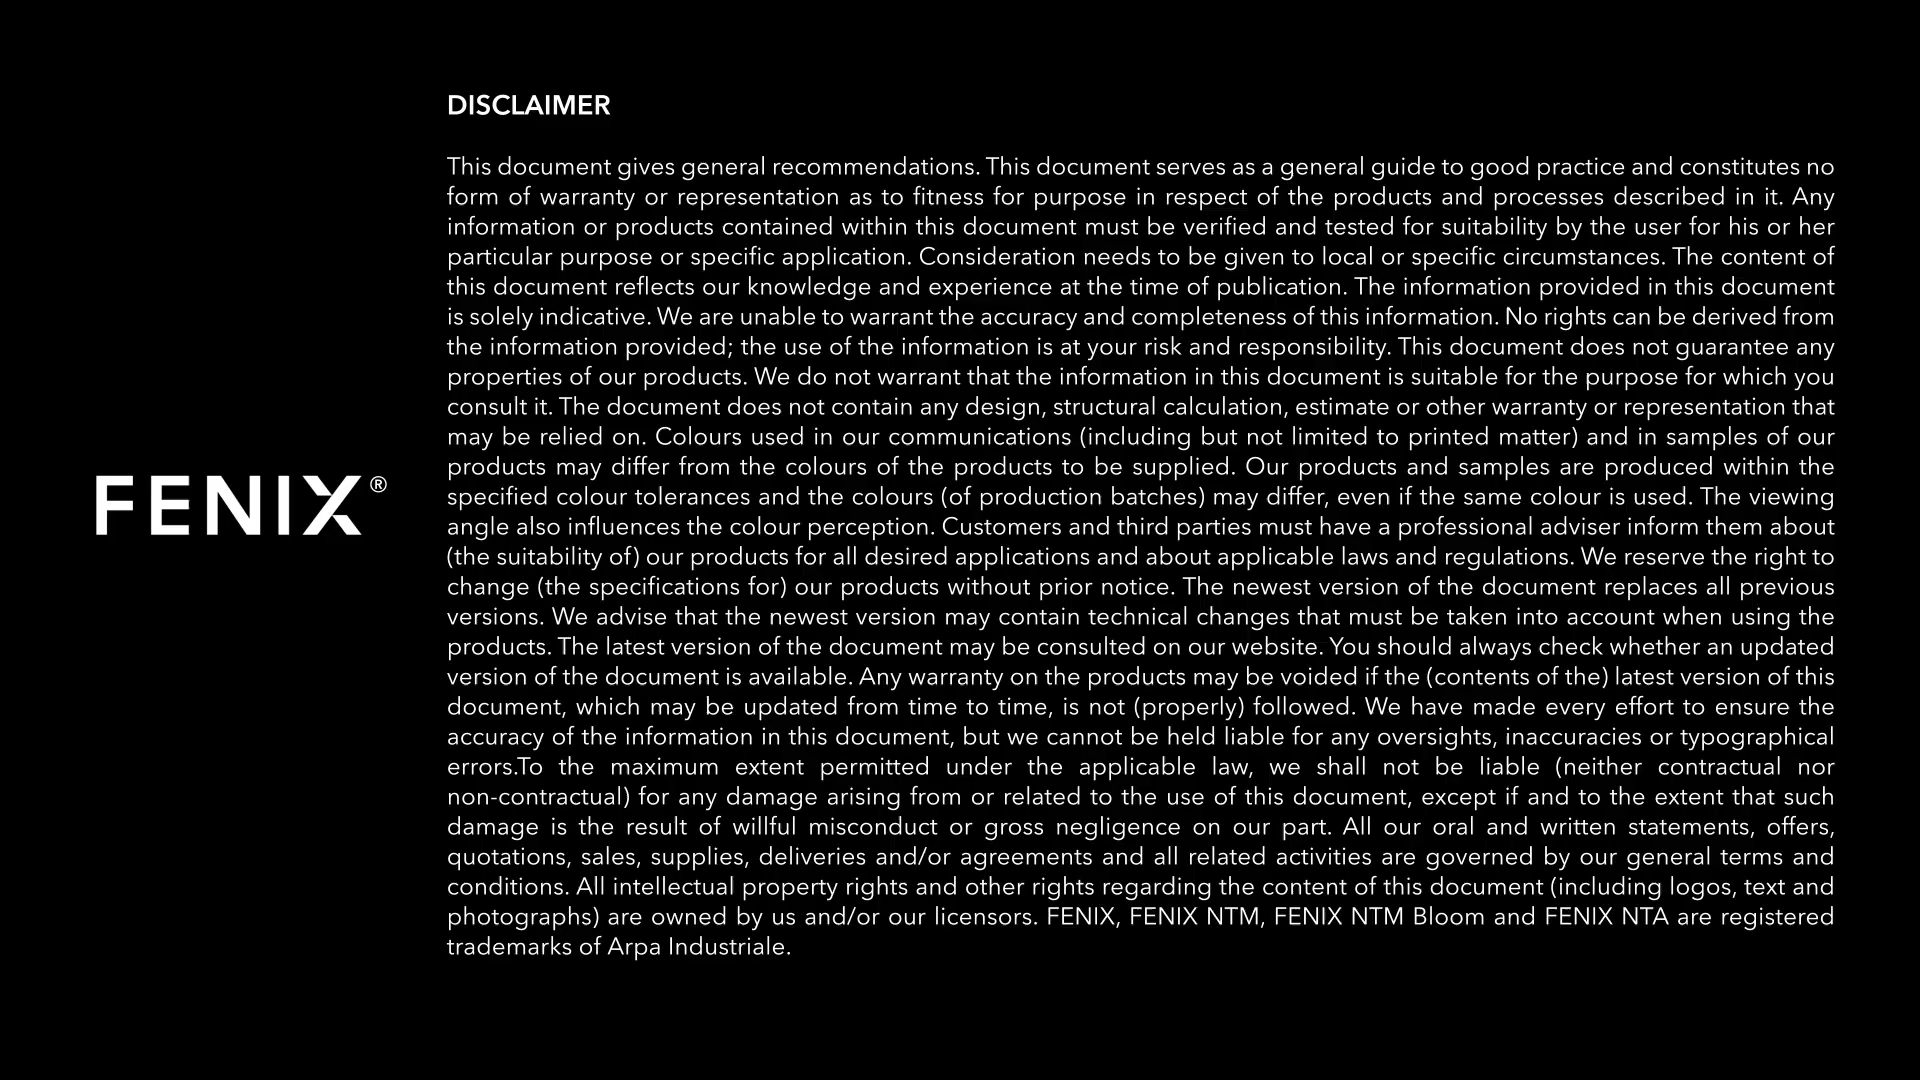 DISCLAIMER
This document gives general recommendations. This document serves as a general guide to good practice and constitutes no
form of warranty or representation as to fitness for purpose in respect of the products and processes described in it. Any
information or products contained within this document must be verified and tested for suitability by the user for his or her
particular purpose or specific application. Consideration needs to be given to local or specific circumstances. The content of
this document reflects our knowledge and experience at the time of publication. The information provided in this document
is solely indicative. We are unable to warrant the accuracy and completeness of this information. No rights can be derived from
the information provided; the use of the information is at your risk and responsibility. This document does not guarantee any
properties of our products. We do not warrant that the information in this document is suitable for the purpose for which you
consult it. The document does not contain any design, structural calculation, estimate or other warranty or representation that
may be relied on. Colours used in our communications (including but not limited to printed matter) and in samples of our
products may differ from the colours of the products to be supplied. Our products and samples are produced within the
specified colour tolerances and the colours (of production batches) may differ, even if the same colour is used. The viewing
angle also influences the colour perception. Customers and third parties must have a professional adviser inform them about
(the suitability of) our products for all desired applications and about applicable laws and regulations. We reserve the right to
change (the specifications for) our products without prior notice. The newest version of the document replaces all previous
versions. We advise that the newest version may contain technical changes that must be taken into account when using the
products. The latest version of the document may be consulted on our website. You should always check whether an updated
version of the document is available. Any warranty on the products may be voided if the (contents of the) latest version of this
document, which may be updated from time to time, is not (properly) followed. We have made every effort to ensure the
accuracy of the information in this document, but we cannot be held liable for any oversights, inaccuracies or typographical
errors.To the maximum extent permitted under the applicable law, we shall not be liable (neither contractual nor
non-contractual) for any damage arising from or related to the use of this document, except if and to the extent that such
damage is the result of willful misconduct or gross negligence on our part. All our oral and written statements, offers,
quotations, sales, supplies, deliveries and/or agreements and all related activities are governed by our general terms and
conditions. All intellectual property rights and other rights regarding the content of this document (including logos, text and
photographs) are owned by us and/or our licensors. FENIX, FENIX NTM, FENIX NTM Bloom and FENIX NTA are registered
trademarks of Arpa Industriale.
FENIX®